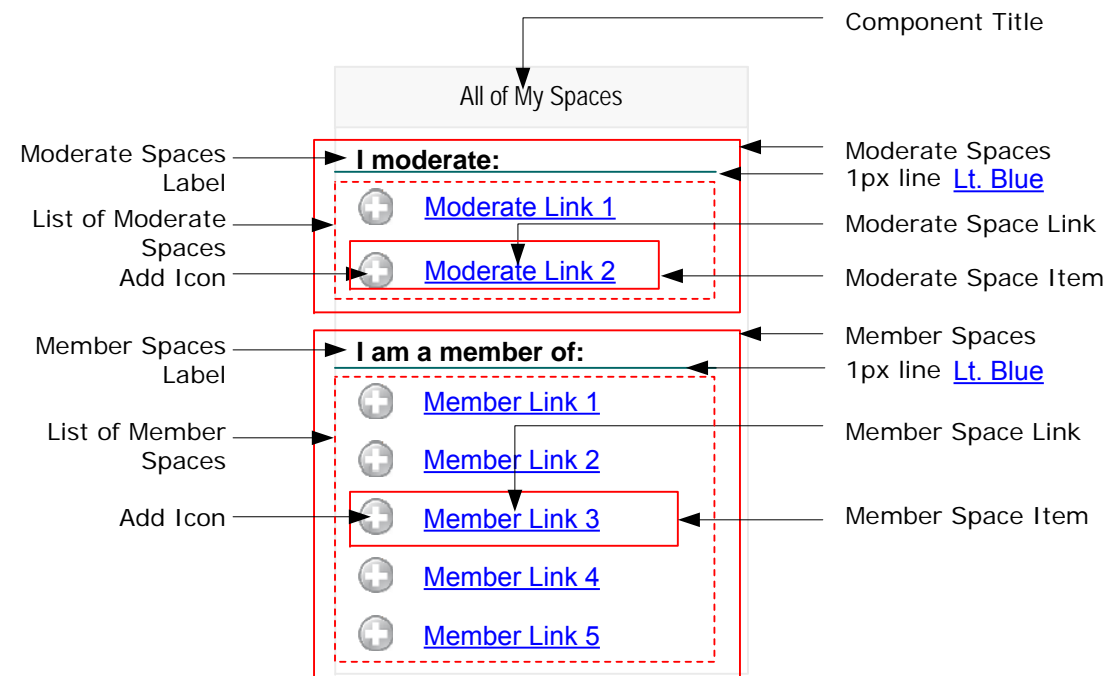 Component Title
All of My Spaces
Moderate Spaces
Label
I moderate:
Moderate Spaces
1px line Lt. Blue
List of Moderate
Spaces
Moderate Link 1
Moderate Space Link
Add Icon
Moderate Link 2
Moderate Space Item
Member Spaces
Label
I am a member of:
Member Spaces
1px line Lt. Blue
Member Link 1
List of Member
Spaces
Member Link 2
Member Space Link
Add Icon
Member Link 3
Member Space Item
Member Link 4
Member Link 5